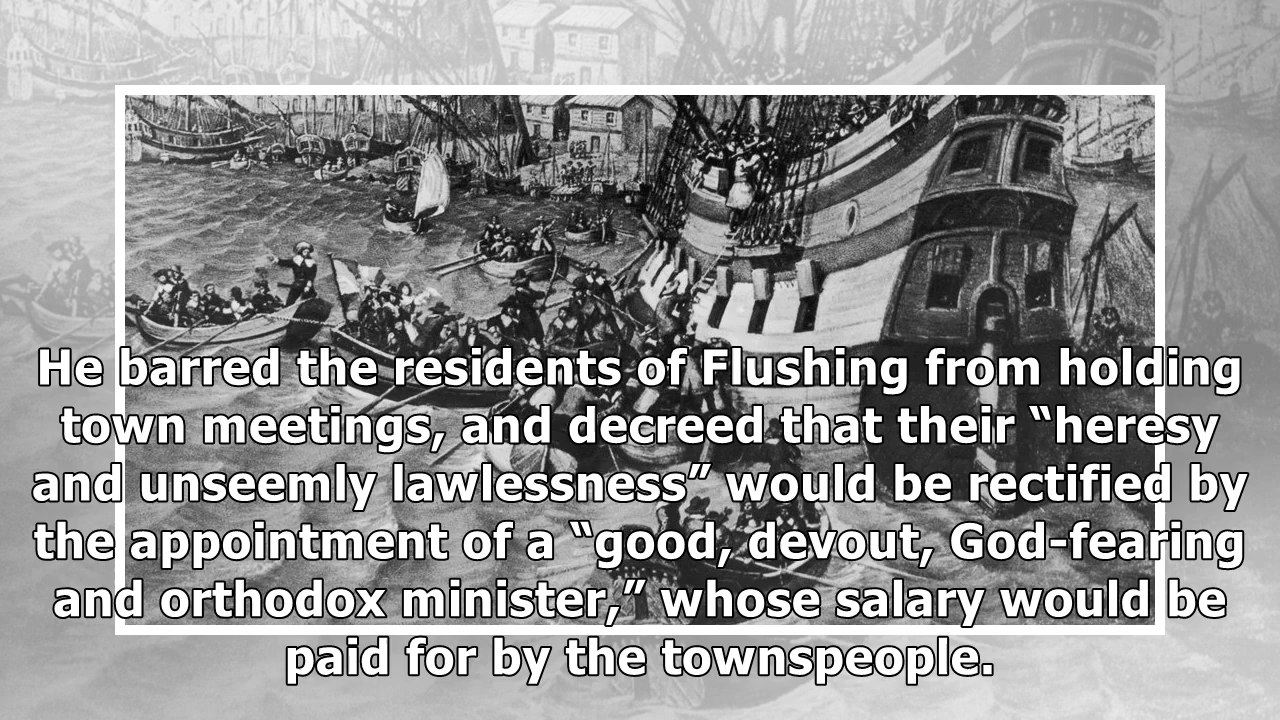 He barred the residents of Flushing from holding
town meetings, and decreed that their “heresy
and unseemly lawlessness” would be rectified by
the appointment of a “good, devout, God-fearing
and orthodox minister,” whose salary would be
paid for by the townspeople.